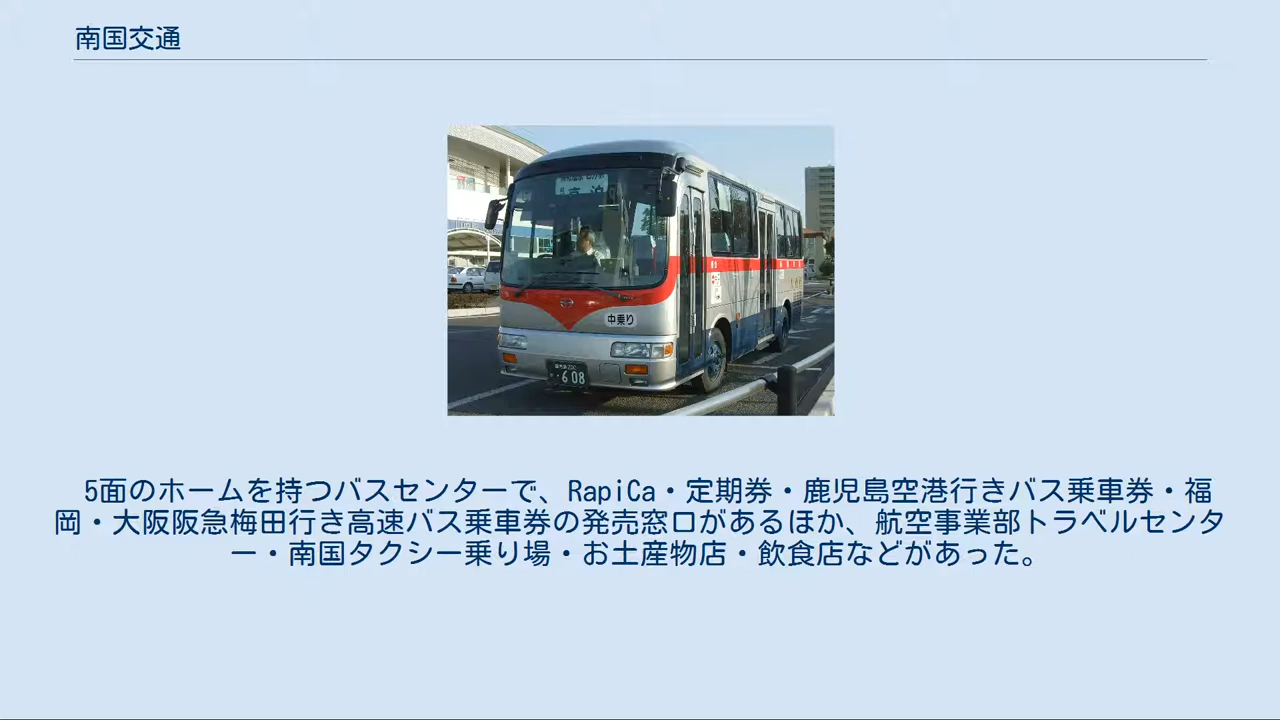 南国交通
中乗り
608
5面のホームを持つバスセンターで、RapiCa・定期券・鹿児島空港行きバス乗車券・福
岡・大阪阪急梅田行き高速バス乗車券の発売窓口があるほか、航空事業部トラベルセンタ
ー・南国タクシー乗り場・お土産物店・飲食店などがあった。